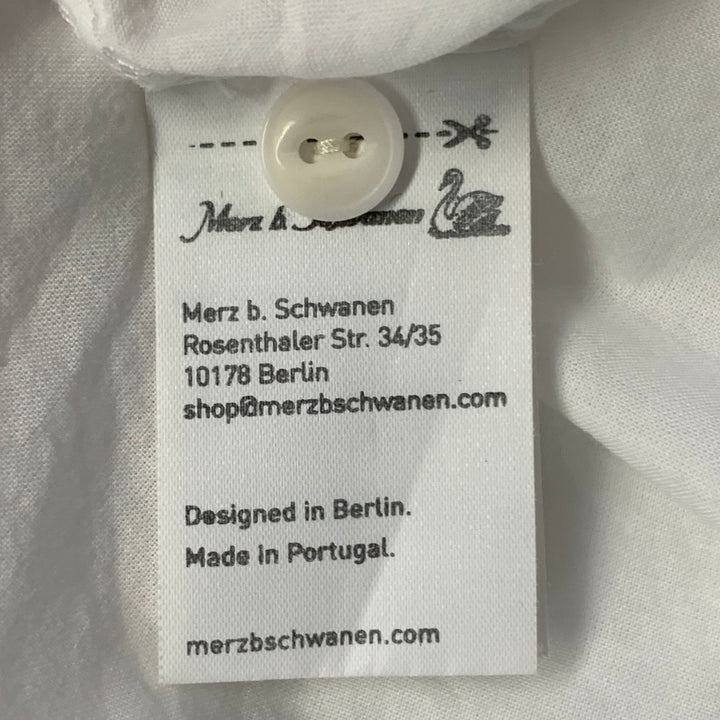 Merz b. Schwanen
Merz b. Schwanen
Rosenthaler Str. 34/35
10178 Berlin
shop@merzbschwanen.com
Designed in Berlin.
Made in Portugal.
merzbschwanen.com